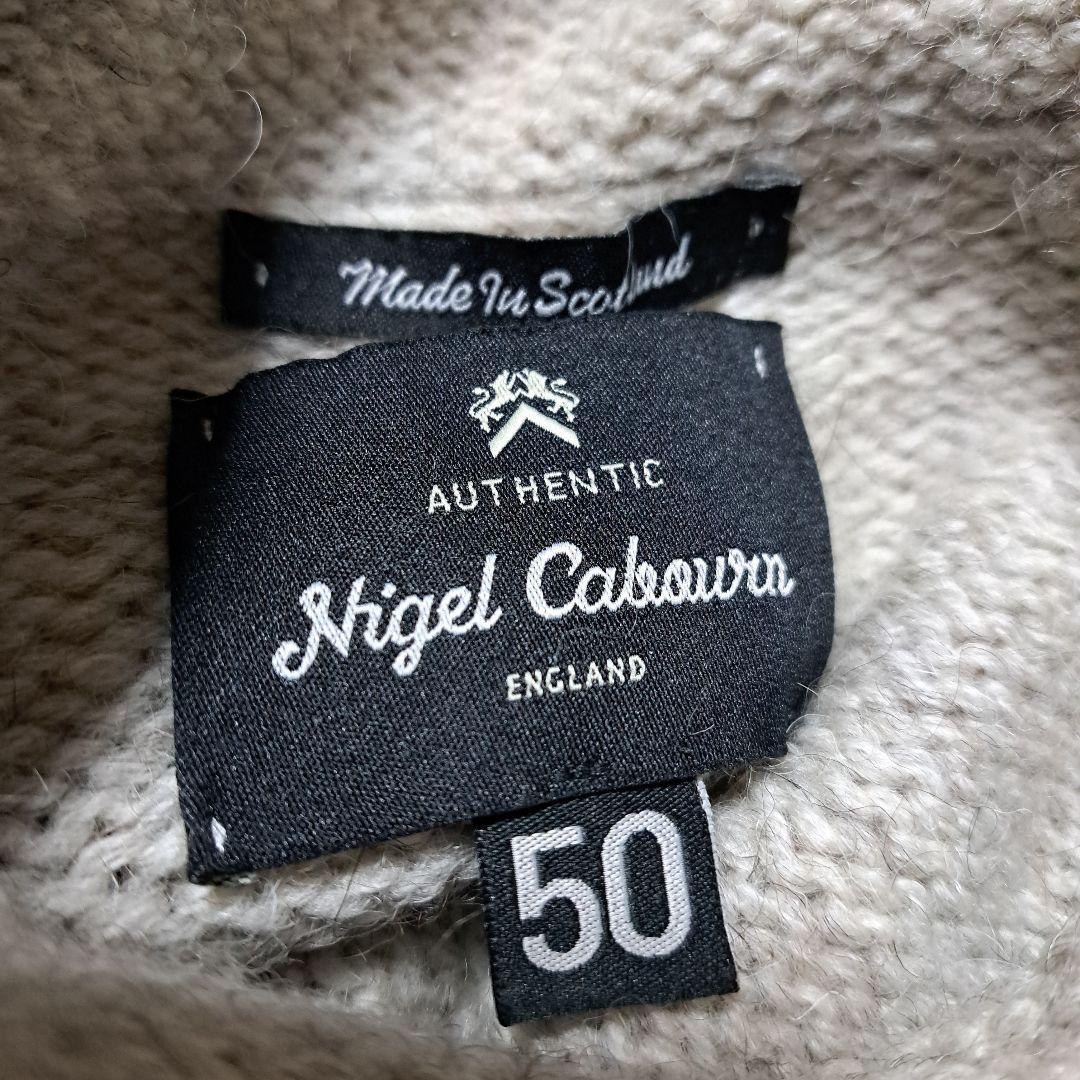 Made In Scotland
AUTHENTIC
Nigel Cabourn
ENGLAND
50